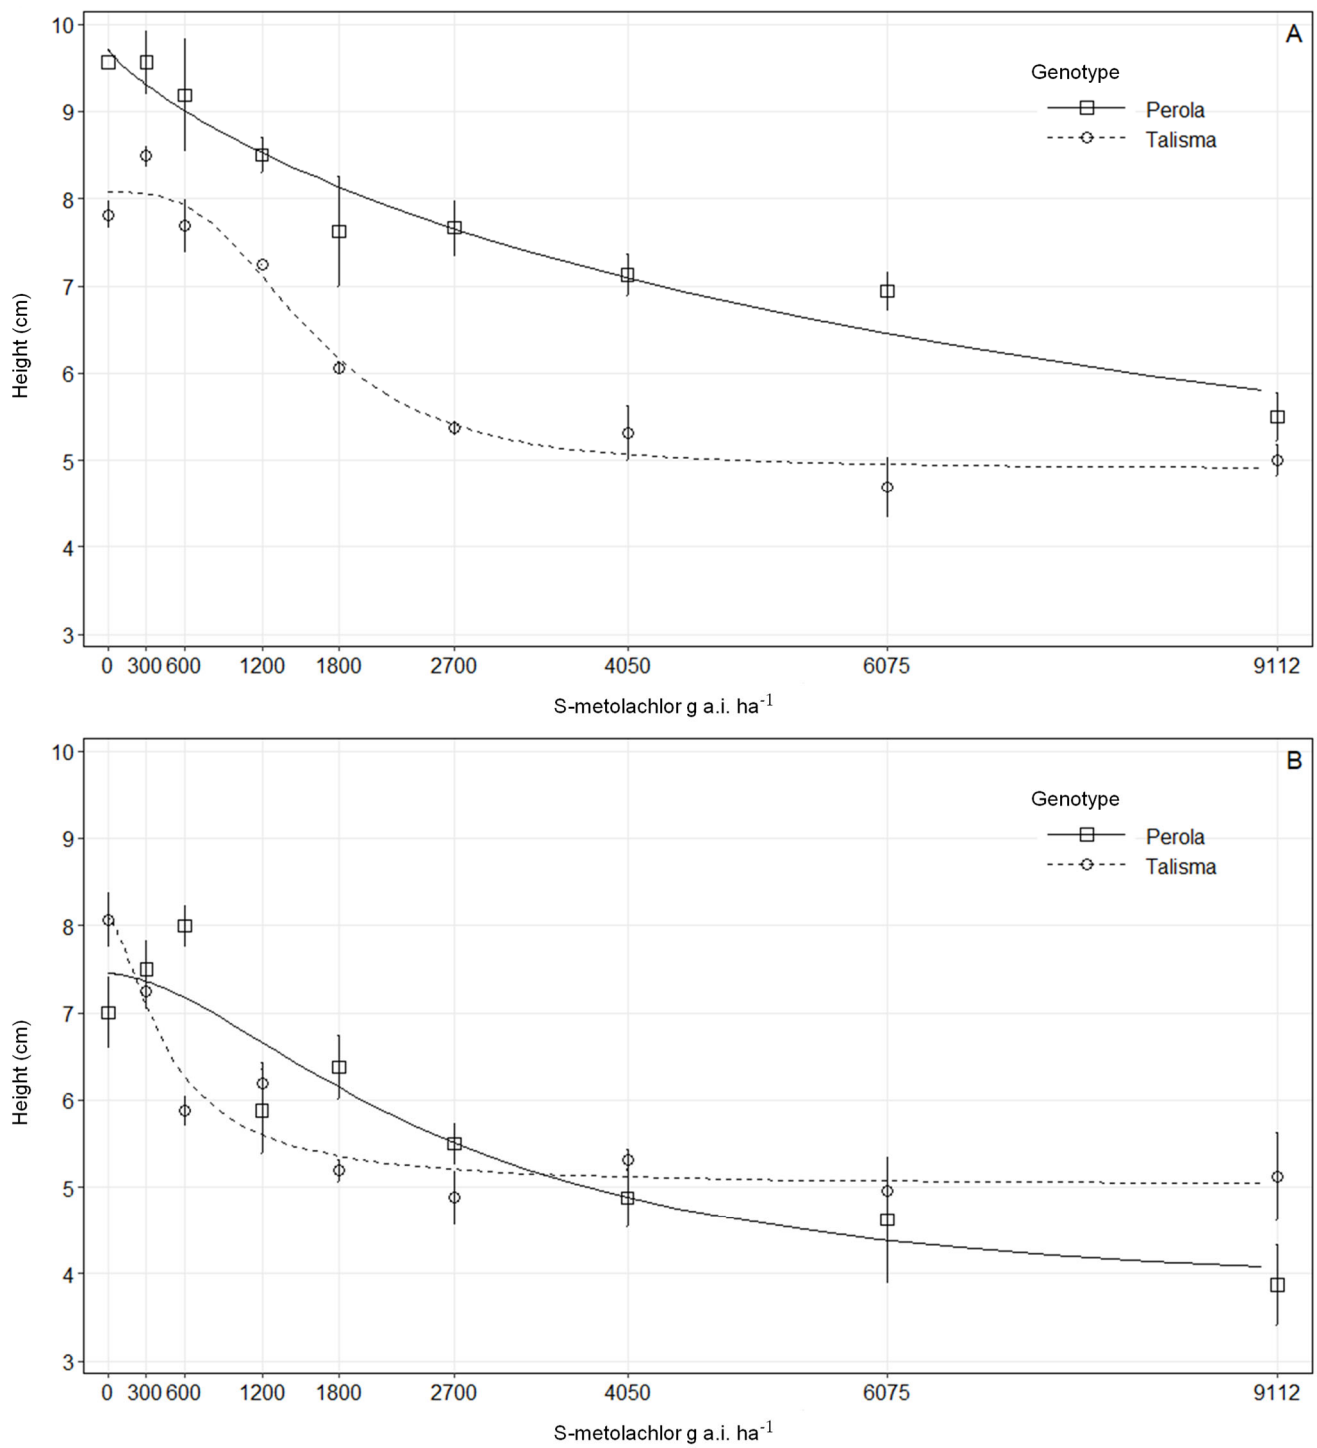 A
Genotype
Perola
Talisma
10
9
8
7
6
5
4
3
Height (cm)
0 300 600 1200 1800 2700 4050 6075 9112
S-metolachlor g a.i. ha⁻¹
B
Genotype
Perola
Talisma
10
9
8
7
6
5
4
3
Height (cm)
0 300 600 1200 1800 2700 4050 6075 9112
S-metolachlor g a.i. ha⁻¹